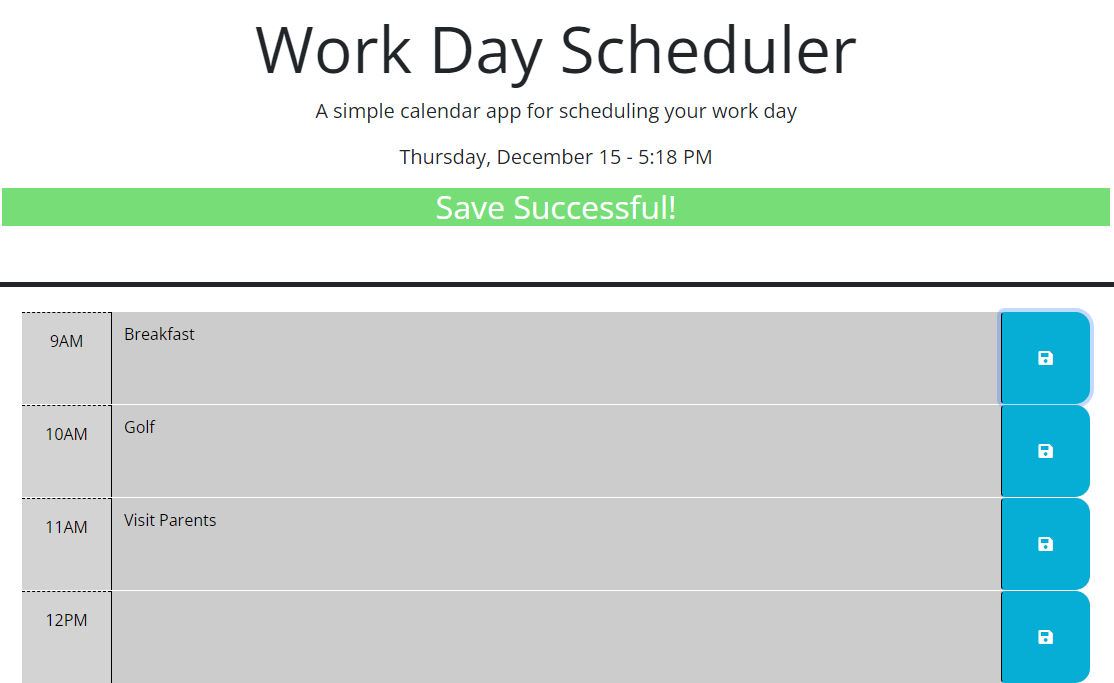 Work Day Scheduler
A simple calendar app for scheduling your work day
Thursday, December 15 - 5:18 PM
Save Successful!
9AM
Breakfast
10AM
Golf
11AM
Visit Parents
12PM